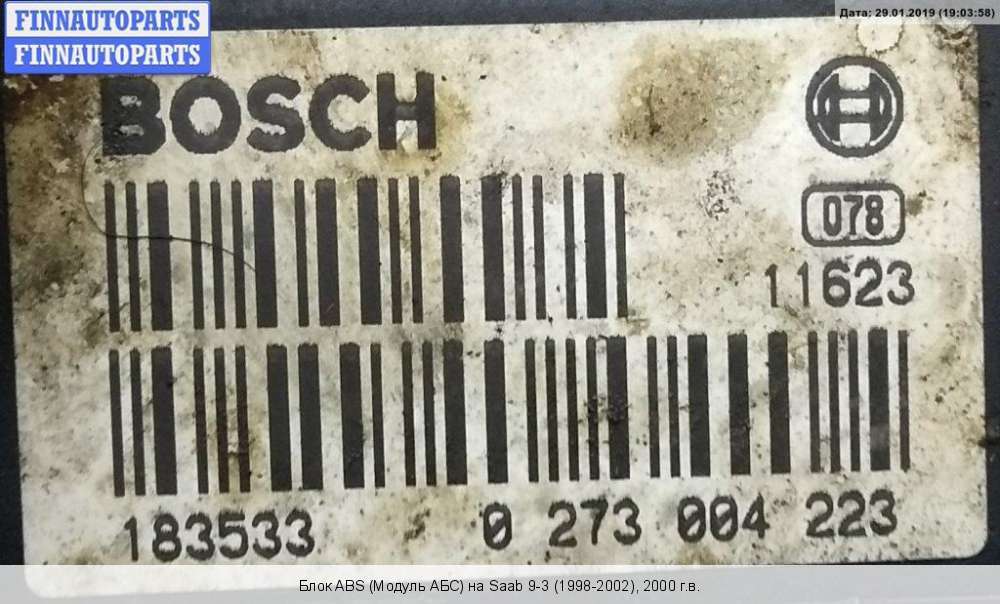 FINNAUTOPARTS
FINNAUTOPARTS
Дата: 29.01.2019 (19:03:58)
BOSCH
078
11623
183533 0 273 004 223
Блок ABS (Модуль АБС) на Saab 9-3 (1998-2002), 2000 г.в.